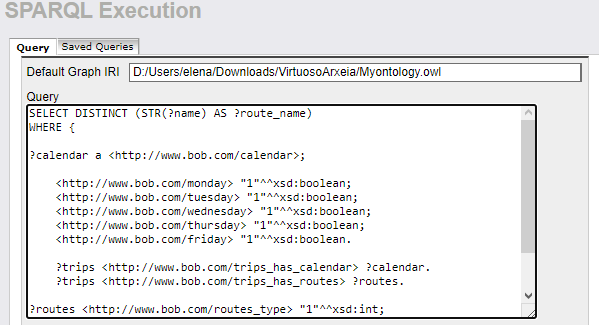 SPARQL Execution
Query Saved Queries
Default Graph IRI D:/Users/elena/Downloads/VirtuosoArxeia/Myontology.owl
Query
SELECT DISTINCT (STR(?name) AS ?route_name)
WHERE {
?calendar a <http://www.bob.com/calendar>;
<http://www.bob.com/monday> "1"^^xsd:boolean;
<http://www.bob.com/tuesday> "1"^^xsd:boolean;
<http://www.bob.com/wednesday> "1"^^xsd:boolean;
<http://www.bob.com/thursday> "1"^^xsd:boolean;
<http://www.bob.com/friday> "1"^^xsd:boolean.
?trips <http://www.bob.com/trips_has_calendar> ?calendar.
?trips <http://www.bob.com/trips_has_routes> ?routes.
?routes <http://www.bob.com/routes_type> "1"^^xsd:int;